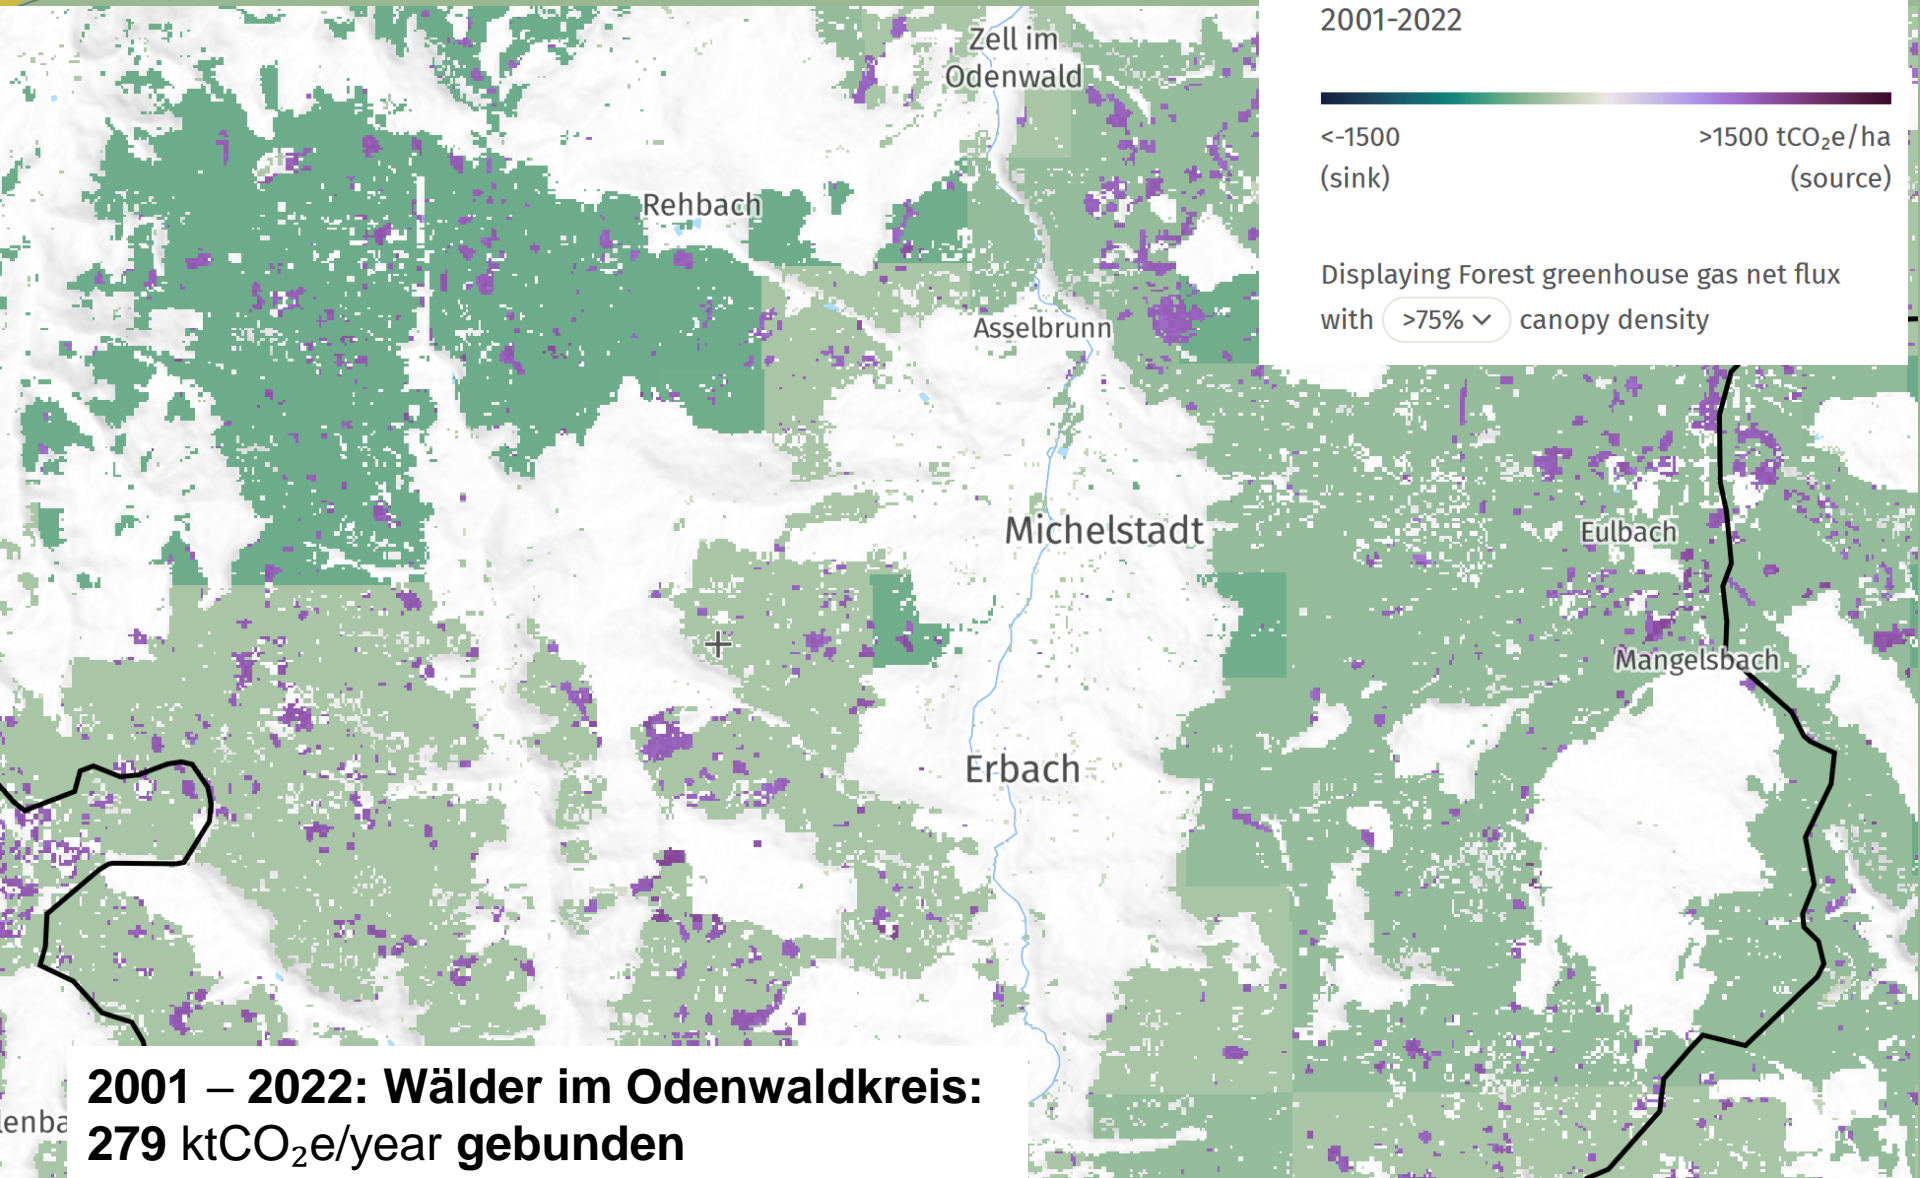 2001-2022
<-1500
(sink)
>1500 tCO₂e/ha
(source)
Displaying Forest greenhouse gas net flux
with >75% canopy density
Zell im
Odenwald
Rehbach
Asselbrunn
Michelstadt
Eulbach
Mangelsbach
Erbach
lenba
2001 – 2022: Wälder im Odenwaldkreis:
279 ktCO₂e/year gebunden